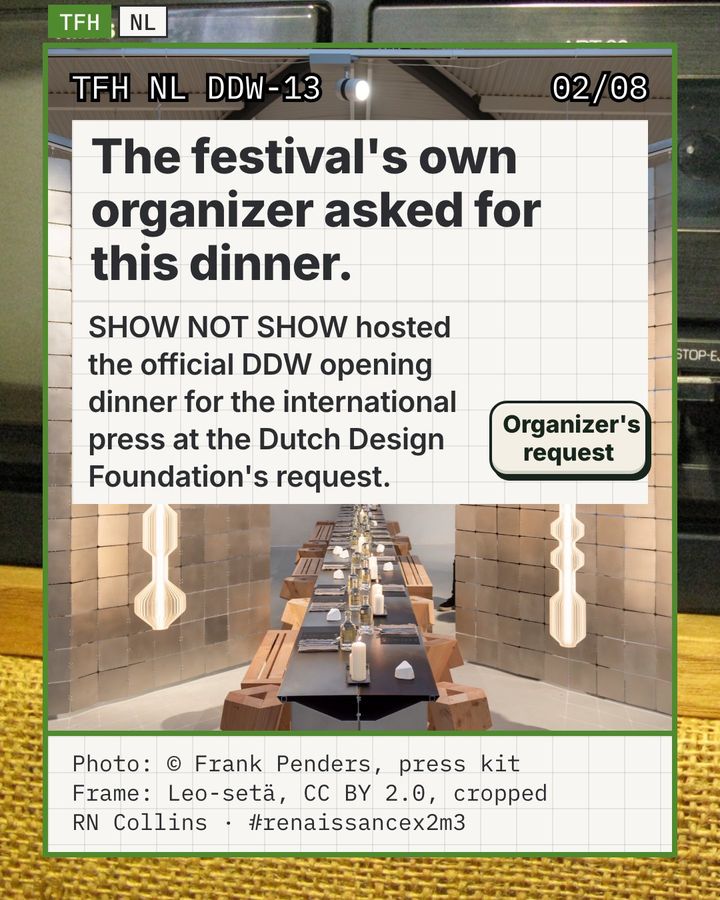 TFH NL
TFH NL DDW-13
02/08
The festival's own
organizer asked for
this dinner.
SHOW NOT SHOW hosted
the official DDW opening
dinner for the international
press at the Dutch Design
Foundation's request.
Organizer's
request
Photo: © Frank Penders, press kit
Frame: Leo-setä, CC BY 2.0, cropped
RN Collins · #renaissancex2m3